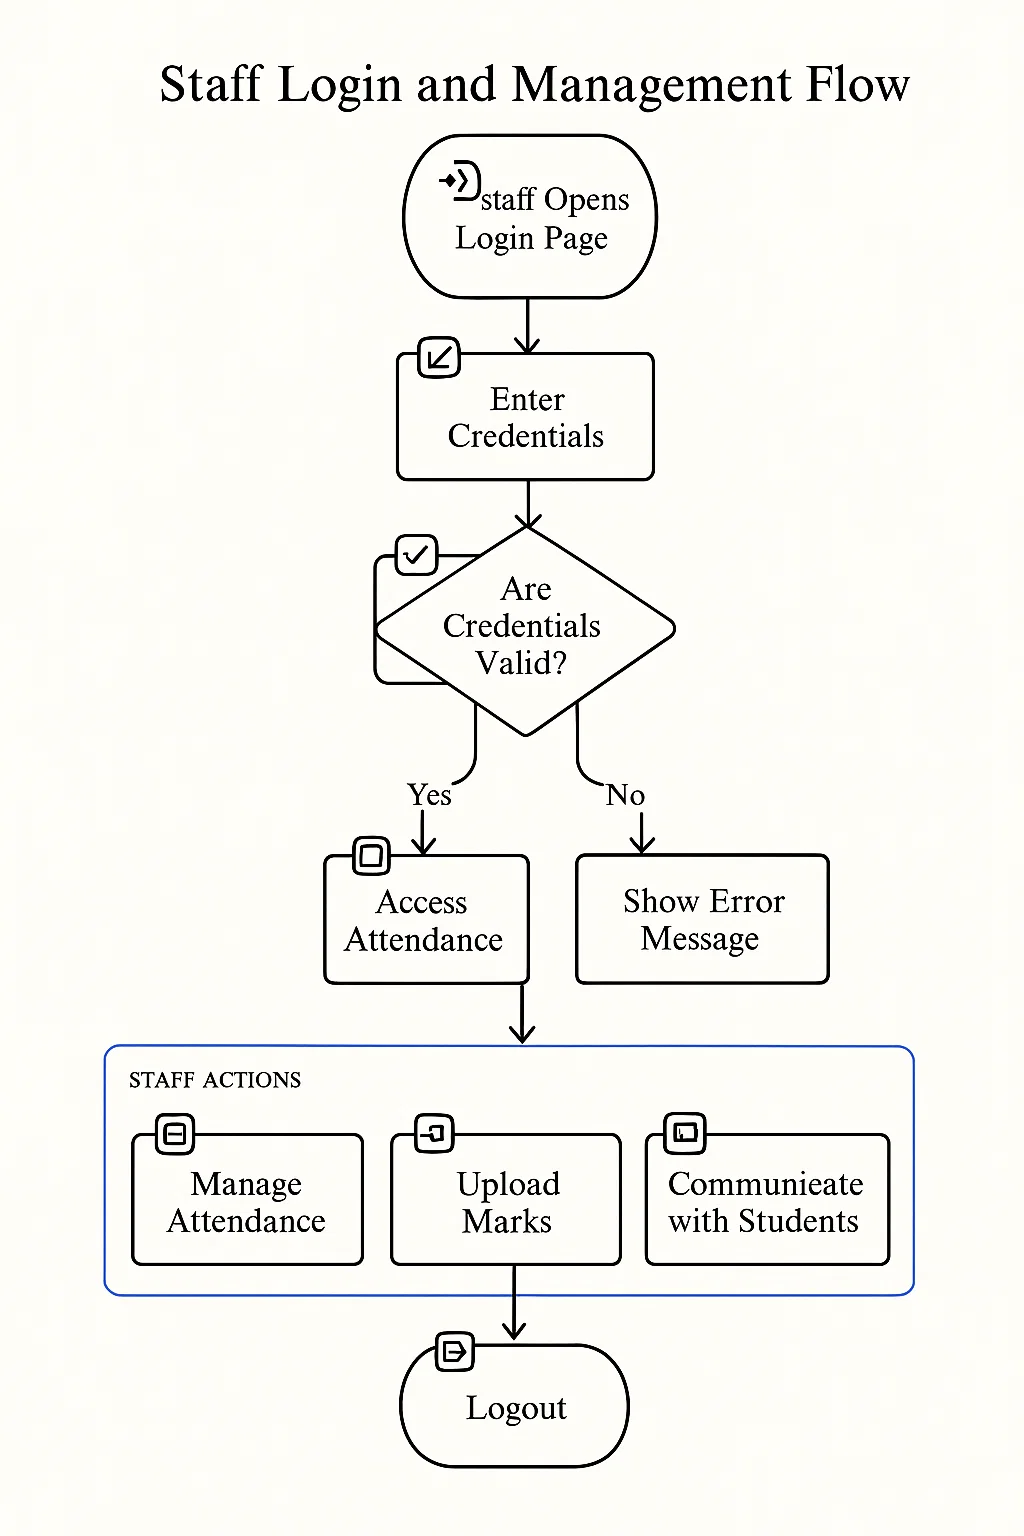 Staff Login and Management Flow
staff Opens
Login Page
Enter
Credentials
Are
Credentials
Valid?
Yes
No
Access
Attendance
Show Error
Message
STAFF ACTIONS
Manage
Attendance
Upload
Marks
Communieate
with Students
Logout